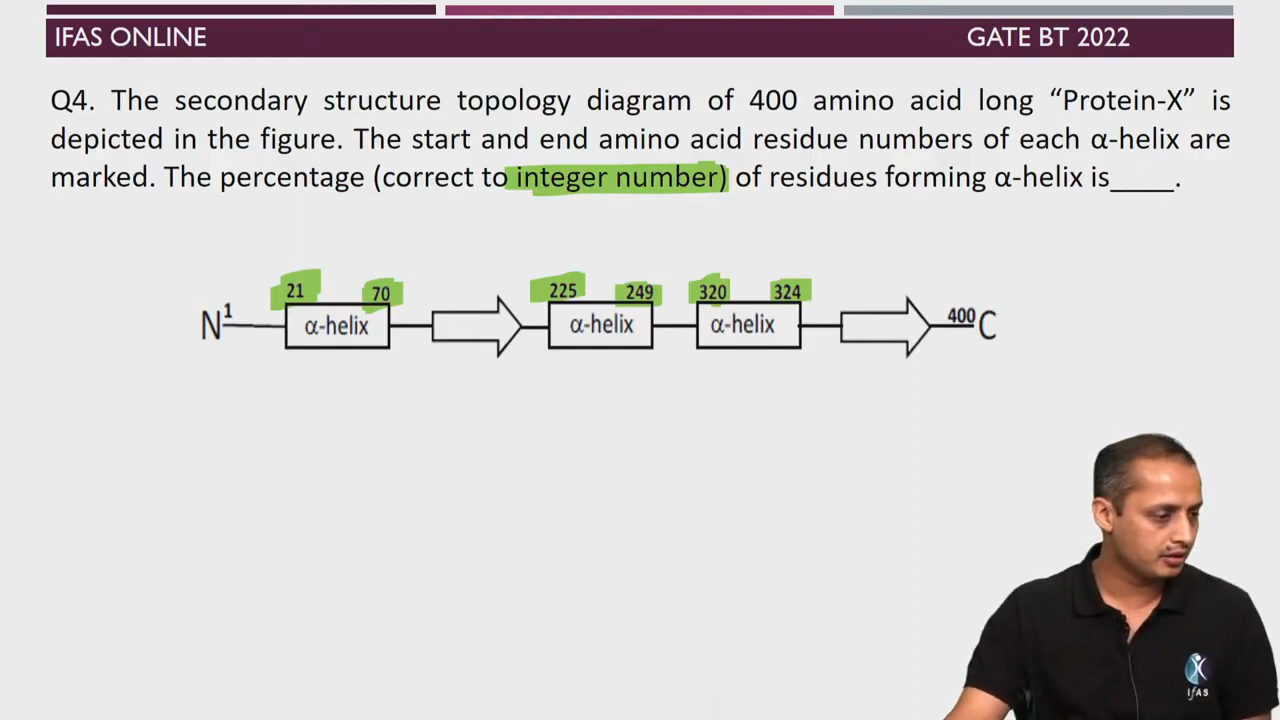 IFAS ONLINE GATE BT 2022
Q4. The secondary structure topology diagram of 400 amino acid long “Protein-X” is
depicted in the figure. The start and end amino acid residue numbers of each α-helix are
marked. The percentage (correct to integer number) of residues forming α-helix is____.
21 70 225 249 320 324
N 1 α-helix α-helix α-helix 400 C
IFAS